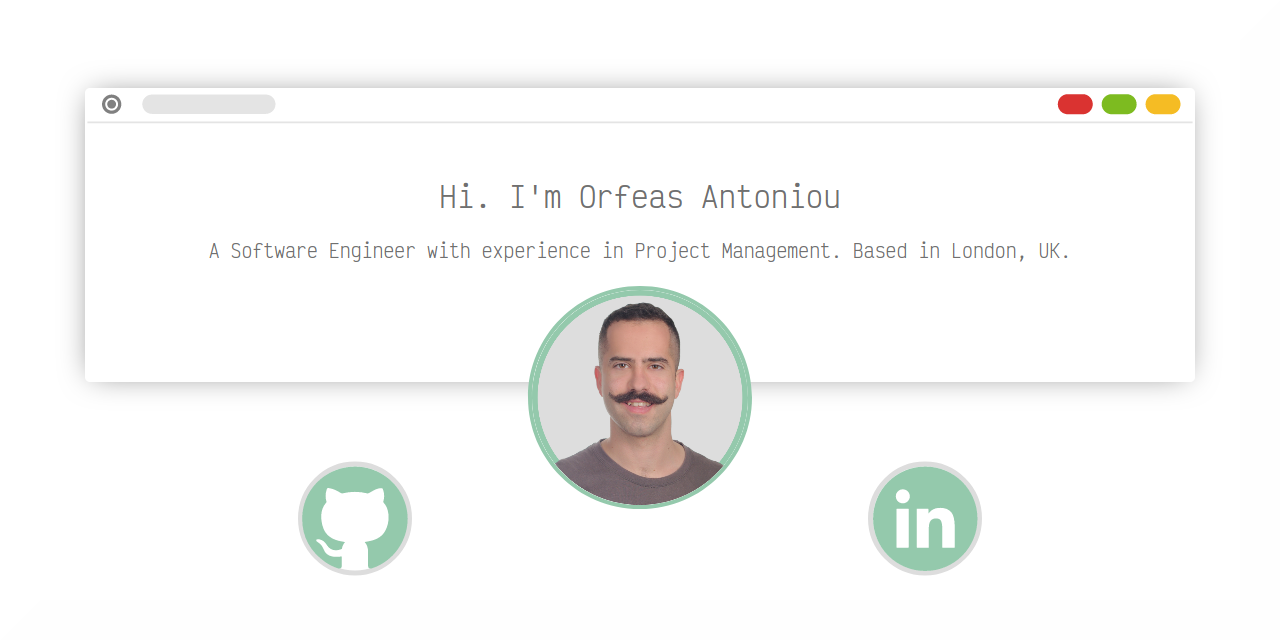 Hi. I'm Orfeas Antoniou
A Software Engineer with experience in Project Management. Based in London, UK.
in